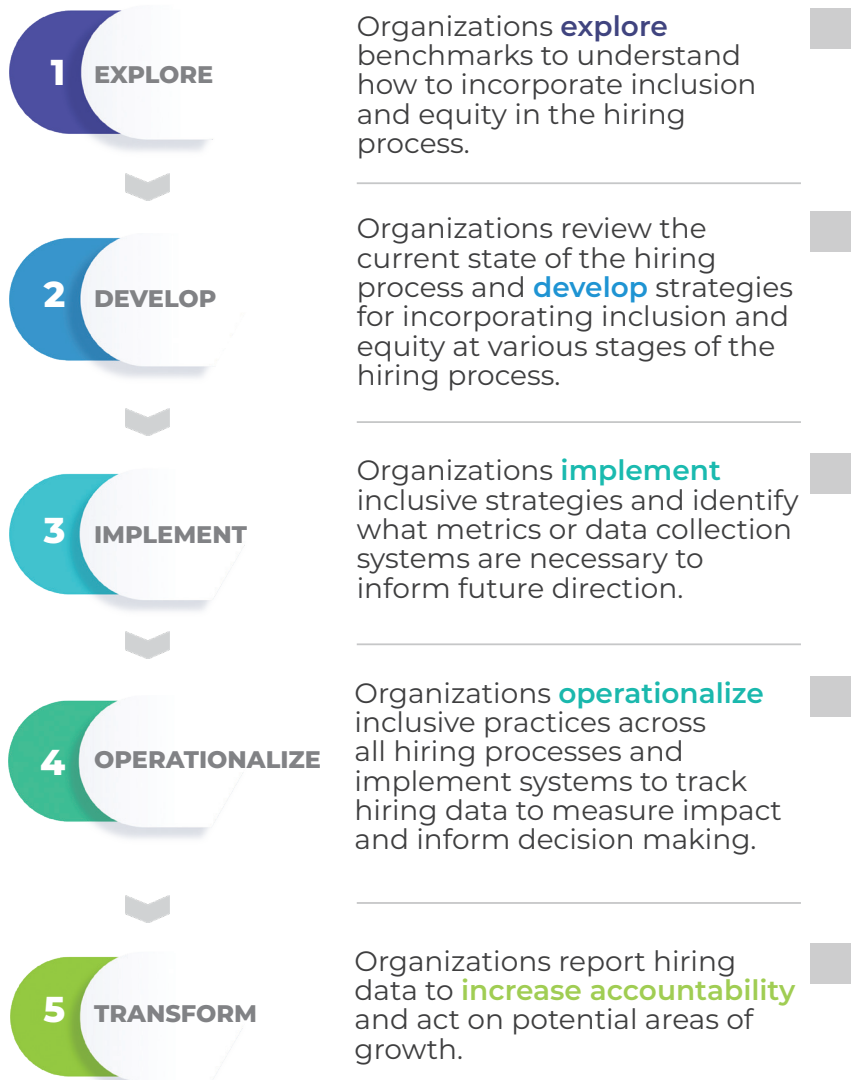 1 EXPLORE
Organizations explore
benchmarks to understand
how to incorporate inclusion
and equity in the hiring
process.
2 DEVELOP
Organizations review the
current state of the hiring
process and develop strategies
for incorporating inclusion and
equity at various stages of the
hiring process.
3 IMPLEMENT
Organizations implement
inclusive strategies and identify
what metrics or data collection
systems are necessary to
inform future direction.
4 OPERATIONALIZE
Organizations operationalize
inclusive practices across
all hiring processes and
implement systems to track
hiring data to measure impact
and inform decision making.
5 TRANSFORM
Organizations report hiring
data to increase accountability
and act on potential areas of
growth.